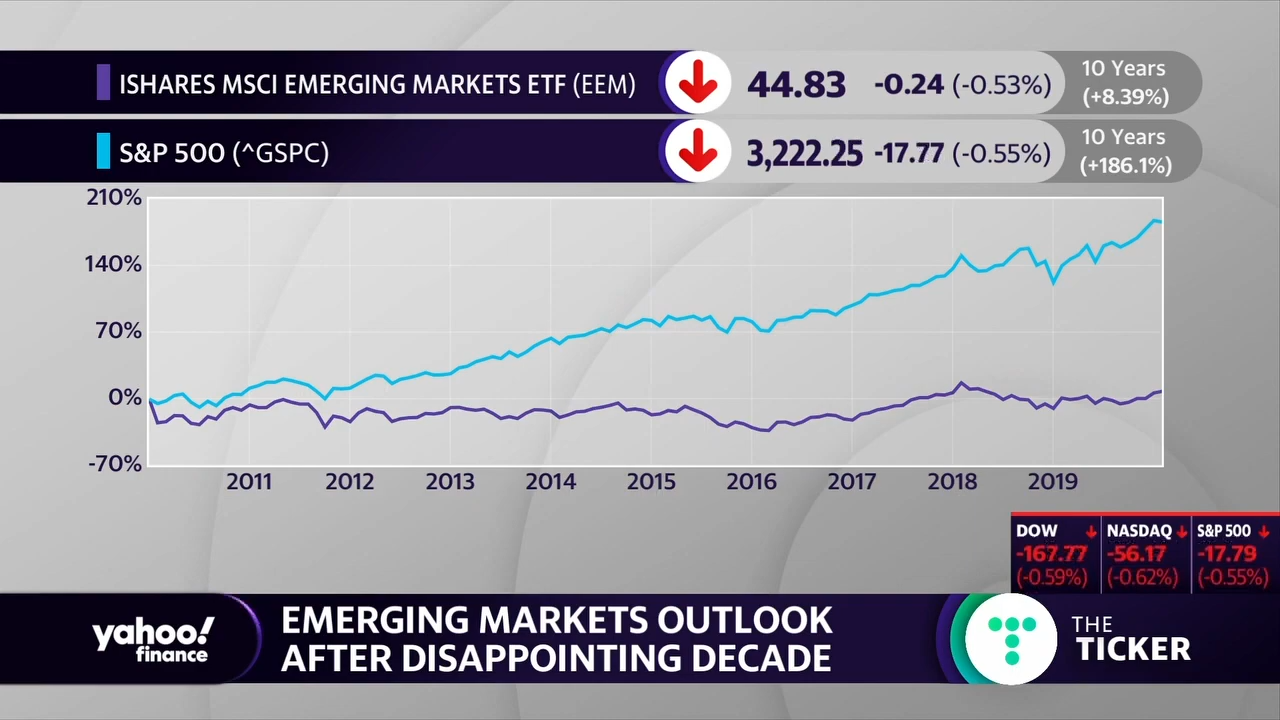 ISHARES MSCI EMERGING MARKETS ETF (EEM) 44.83 -0.24 (-0.53%) 10 Years (+8.39%)
S&P 500 (^GSPC) 3,222.25 -17.77 (-0.55%) 10 Years (+186.1%)
210%
140%
70%
0%
-70%
2011 2012 2013 2014 2015 2016 2017 2018 2019
DOW NASDAQ S&P 500
-167.77 -56.17 -17.79
(-0.59%) (-0.62%) (-0.55%)
yahoo!
finance
EMERGING MARKETS OUTLOOK
AFTER DISAPPOINTING DECADE
THE
TICKER